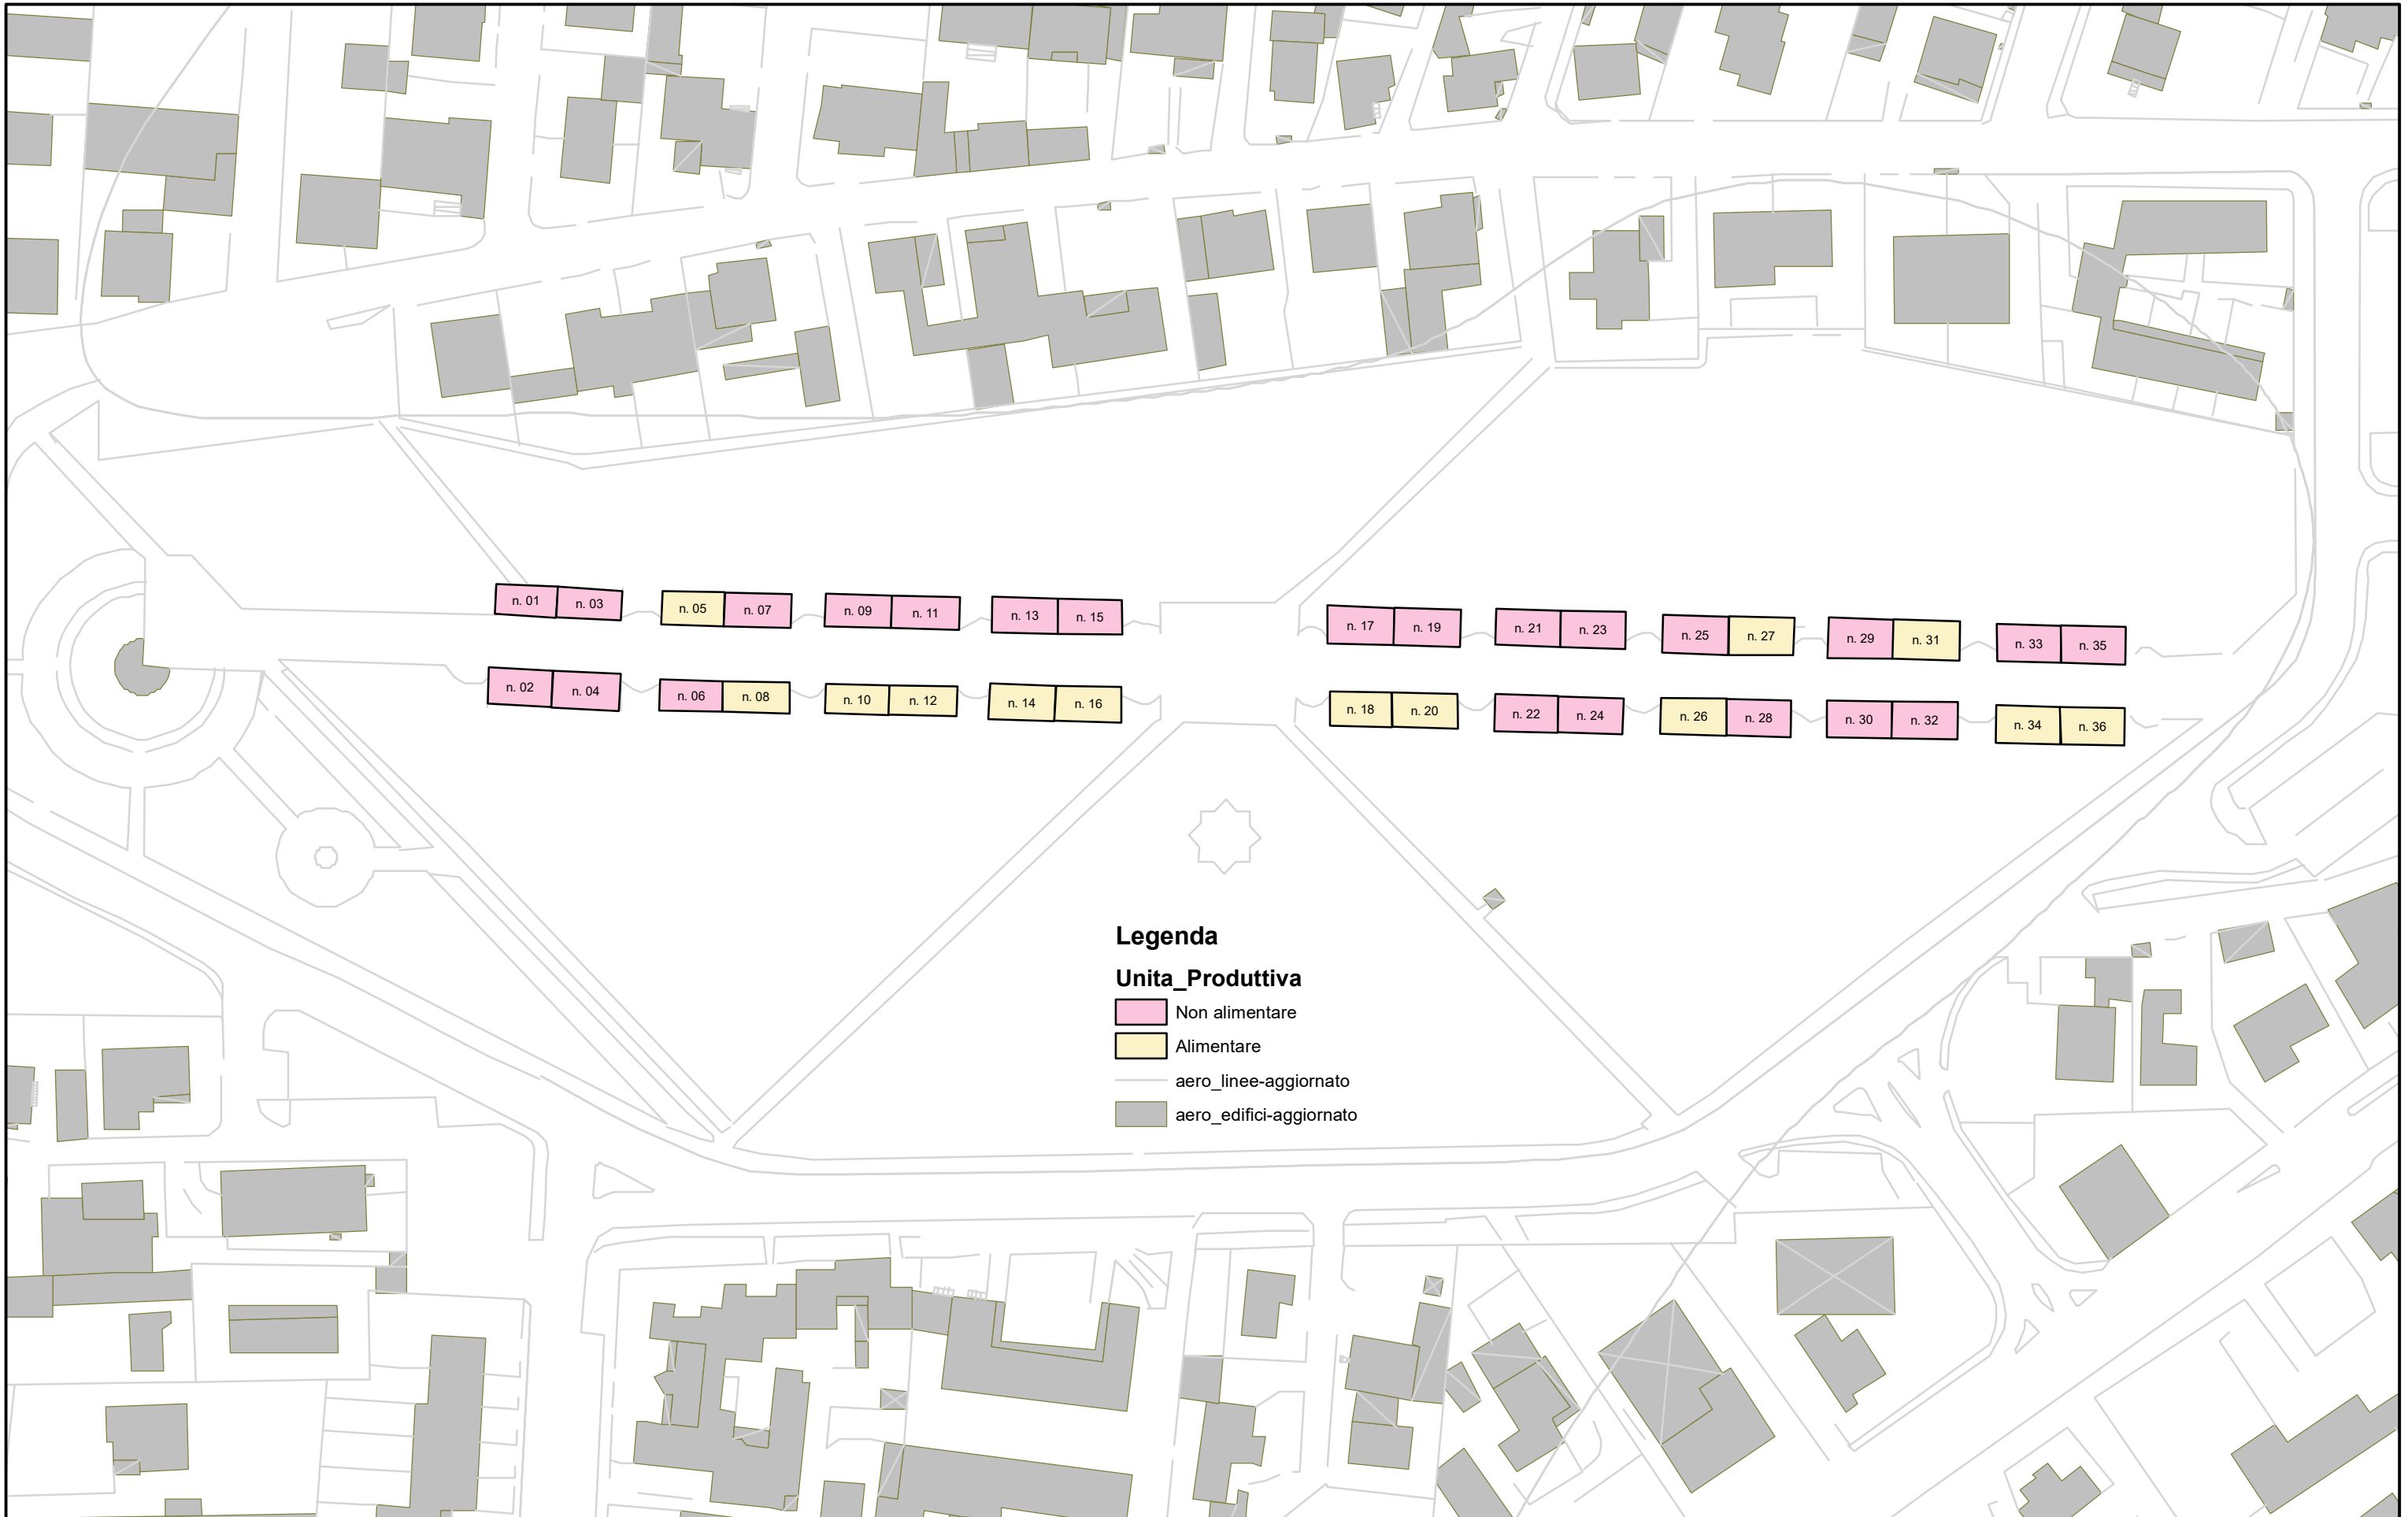 n. 01 n. 03 n. 05 n. 07 n. 09 n. 11 n. 13 n. 15 n. 17 n. 19 n. 21 n. 23 n. 25 n. 27 n. 29 n. 31 n. 33 n. 35
n. 02 n. 04 n. 06 n. 08 n. 10 n. 12 n. 14 n. 16 n. 18 n. 20 n. 22 n. 24 n. 26 n. 28 n. 30 n. 32 n. 34 n. 36
Legenda
Unita_Produttiva
Non alimentare
Alimentare
aero_linee-aggiornato
aero_edifici-aggiornato